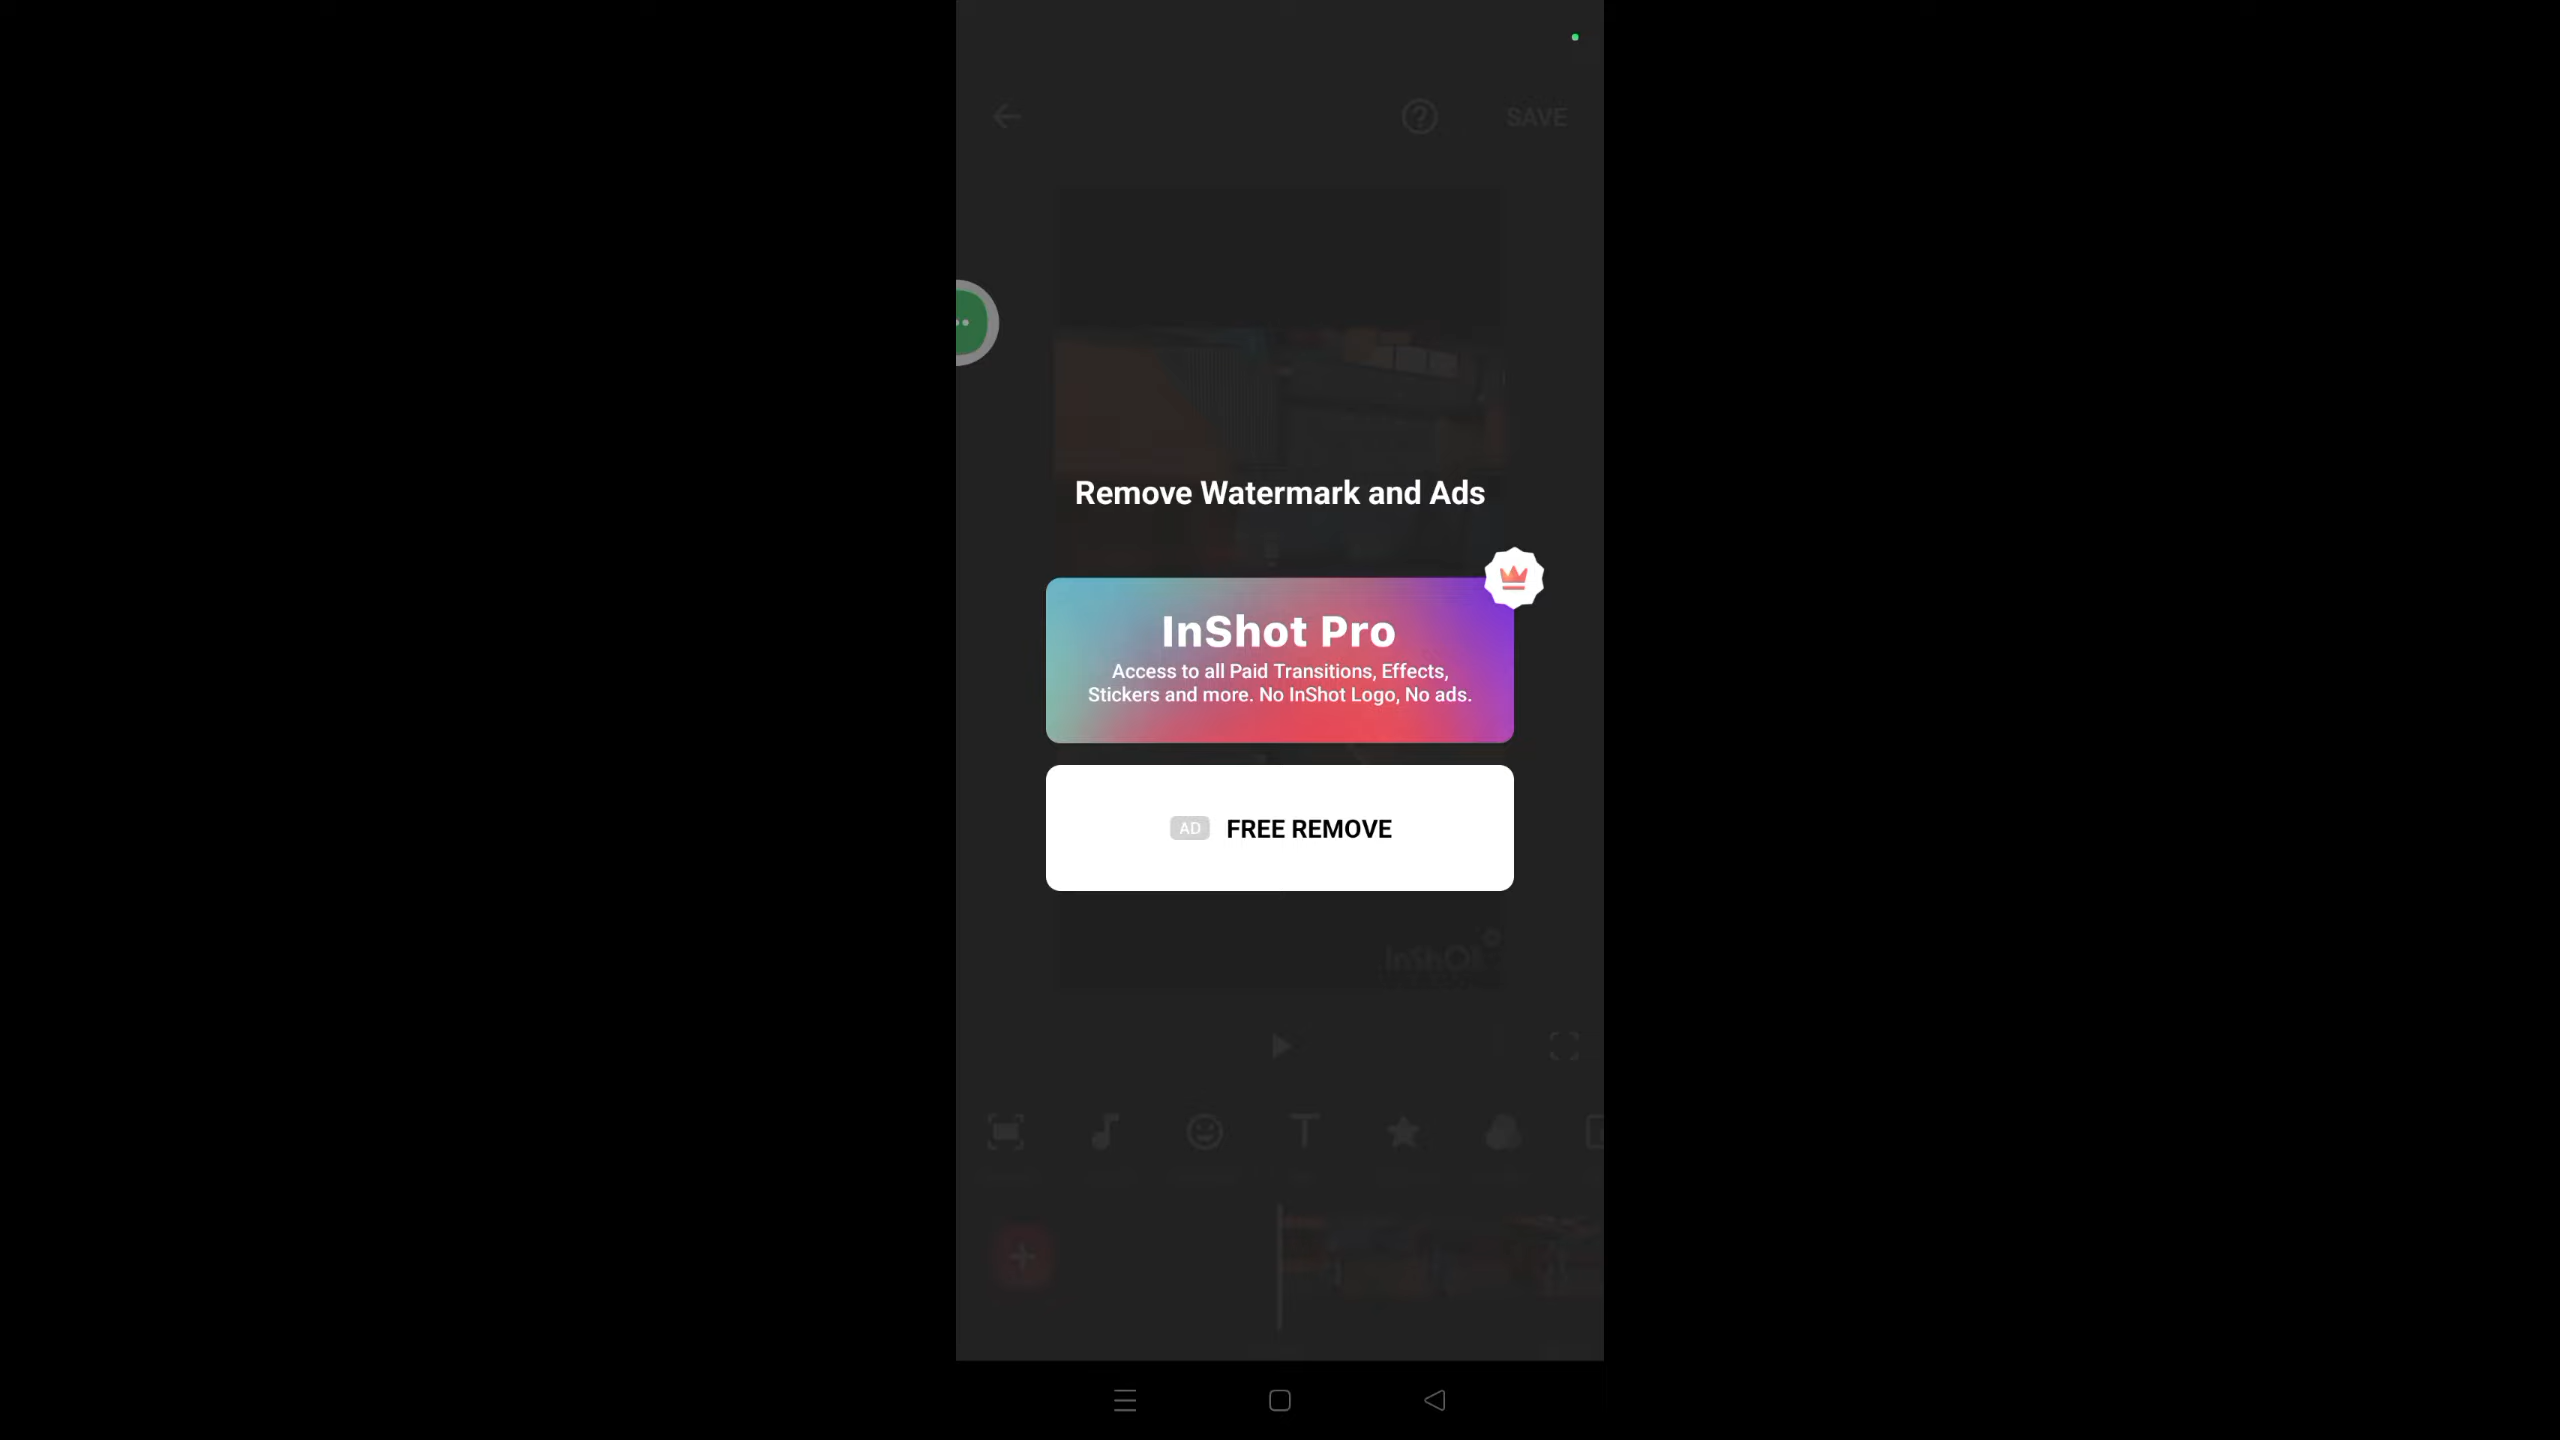 SAVE
Remove Watermark and Ads
InShot Pro
Access to all Paid Transitions, Effects,
Stickers and more. No InShot Logo, No ads.
AD FREE REMOVE
InShOt